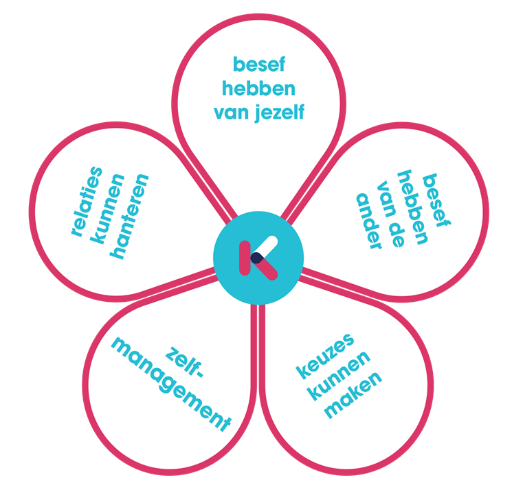 besef
hebben
van jezelf
besef
hebben
van de
ander
keuzes
kunnen
maken
zelf-
management
relaties
kunnen
hanteren